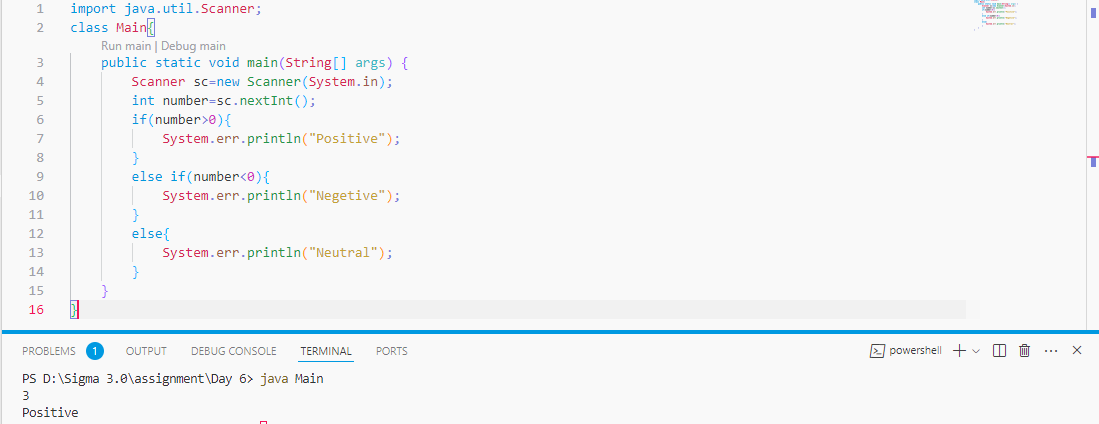 1 import java.util.Scanner;
2 class Main{
Run main | Debug main
3 public static void main(String[] args) {
4 Scanner sc=new Scanner(System.in);
5 int number=sc.nextInt();
6 if(number>0){
7 System.err.println("Positive");
8 }
9 else if(number<0){
10 System.err.println("Negetive");
11 }
12 else{
13 System.err.println("Neutral");
14 }
15 }
16 }
PROBLEMS 1 OUTPUT DEBUG CONSOLE TERMINAL PORTS powershell
PS D:\Sigma 3.0\assignment\Day 6> java Main
3
Positive